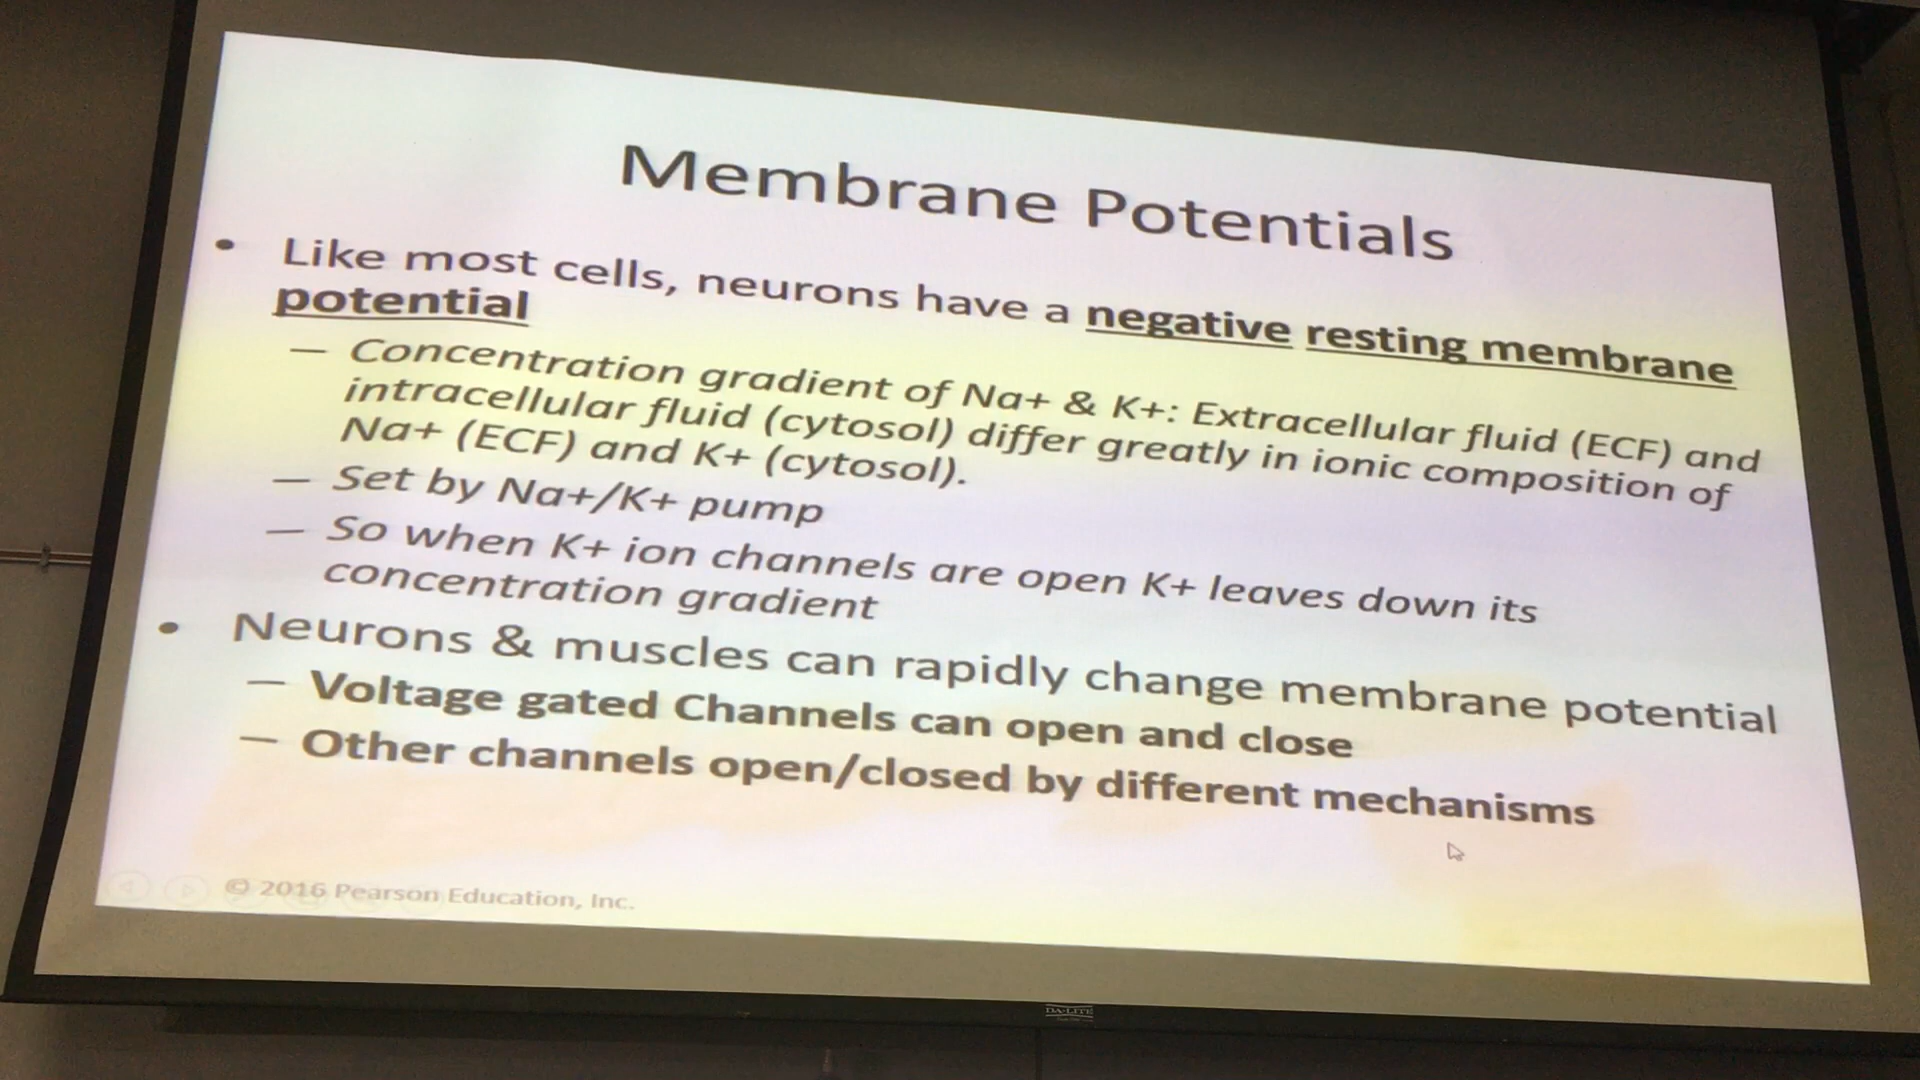 Membrane Potentials
• Like most cells, neurons have a negative resting membrane
potential
— Concentration gradient of Na+ & K+: Extracellular fluid (ECF) and
intracellular fluid (cytosol) differ greatly in ionic composition of
Na+ (ECF) and K+ (cytosol).
— Set by Na+/K+ pump
— So when K+ ion channels are open K+ leaves down its
concentration gradient
• Neurons & muscles can rapidly change membrane potential
— Voltage gated Channels can open and close
— Other channels open/closed by different mechanisms
© 2016 Pearson Education, Inc.
DA-LITE